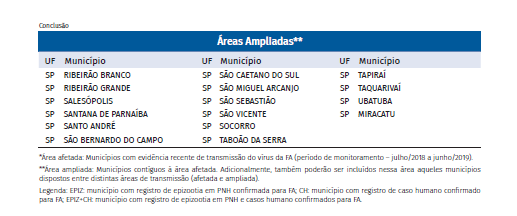 Conclusão
Áreas Ampliadas**
UF Município UF Município UF Município
SP RIBEIRÃO BRANCO SP SÃO CAETANO DO SUL SP TAPIRAÍ
SP RIBEIRÃO GRANDE SP SÃO MIGUEL ARCANJO SP TAQUARIVAÍ
SP SALESÓPOLIS SP SÃO SEBASTIÃO SP UBATUBA
SP SANTANA DE PARNAÍBA SP SÃO VICENTE SP MIRACATU
SP SANTO ANDRÉ SP SOCORRO
SP SÃO BERNARDO DO CAMPO SP TABOÃO DA SERRA
*Área afetada: Municípios com evidência recente de transmissão do vírus da FA (período de monitoramento – julho/2018 a junho/2019).
**Área ampliada: Municípios contíguos à área afetada. Adicionalmente, também poderão ser incluídos nessa área aqueles municípios
dispostos entre distintas áreas de transmissão (afetada e ampliada).
Legenda: EPIZ: município com registro de epizootia em PNH confirmada para FA; CH: município com registro de caso humano confirmado
para FA; EPIZ+CH: município com registro de epizootia em PNH e casos humanos confirmados para FA.